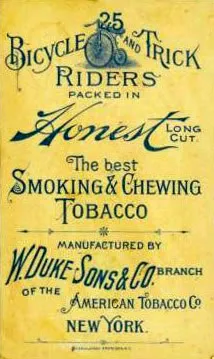 25
BICYCLE AND TRICK
RIDERS
PACKED IN
Honest LONG CUT.
The best
SMOKING & CHEWING
TOBACCO
MANUFACTURED BY
W. DUKE SONS & CO. BRANCH
OF THE AMERICAN TOBACCO CO
NEW YORK.